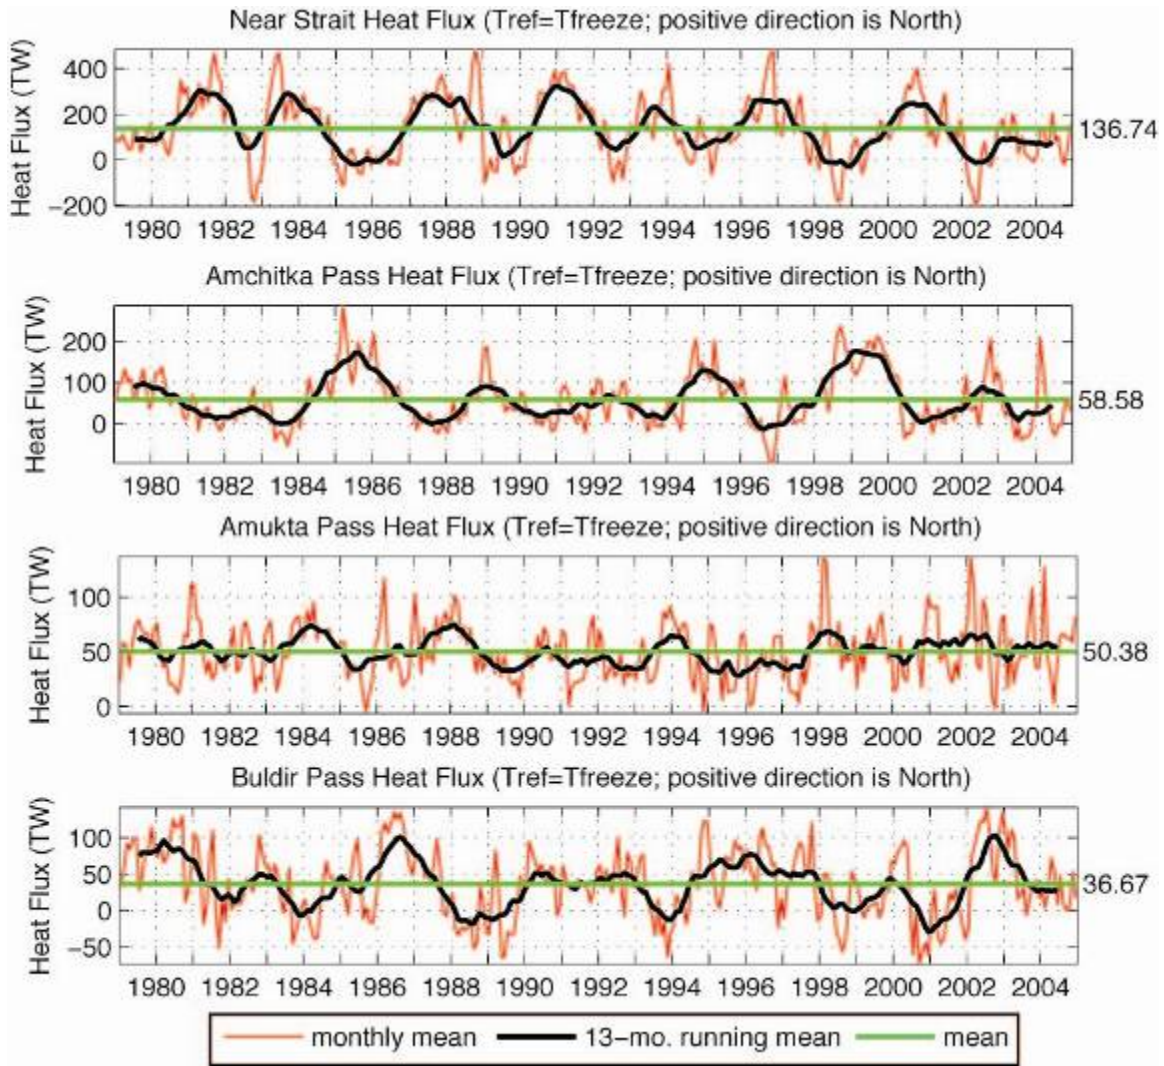 Near Strait Heat Flux (Tref=Tfreeze; positive direction is North)
Heat Flux (TW)
400
200
0
−200
136.74
1980 1982 1984 1986 1988 1990 1992 1994 1996 1998 2000 2002 2004
Amchitka Pass Heat Flux (Tref=Tfreeze; positive direction is North)
Heat Flux (TW)
200
100
0
58.58
1980 1982 1984 1986 1988 1990 1992 1994 1996 1998 2000 2002 2004
Amukta Pass Heat Flux (Tref=Tfreeze; positive direction is North)
Heat Flux (TW)
100
50
0
50.38
1980 1982 1984 1986 1988 1990 1992 1994 1996 1998 2000 2002 2004
Buldir Pass Heat Flux (Tref=Tfreeze; positive direction is North)
Heat Flux (TW)
100
50
0
−50
36.67
1980 1982 1984 1986 1988 1990 1992 1994 1996 1998 2000 2002 2004
monthly mean 13−mo. running mean mean